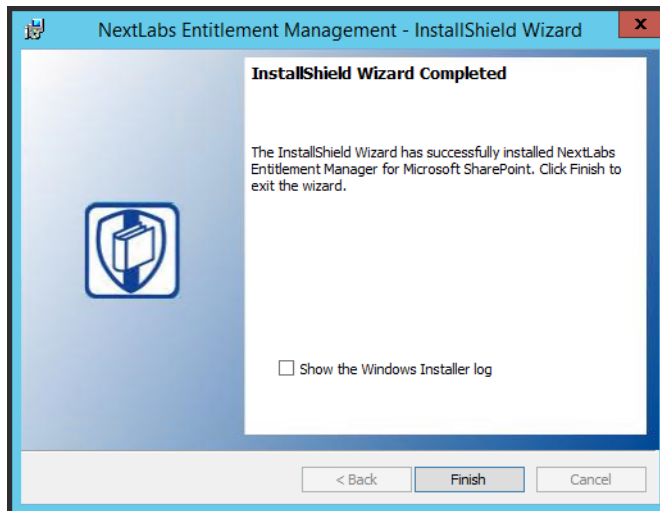 NextLabs Entitlement Management - InstallShield Wizard
x
InstallShield Wizard Completed
The InstallShield Wizard has successfully installed NextLabs
Entitlement Manager for Microsoft SharePoint. Click Finish to
exit the wizard.
Show the Windows Installer log
< Back Finish Cancel